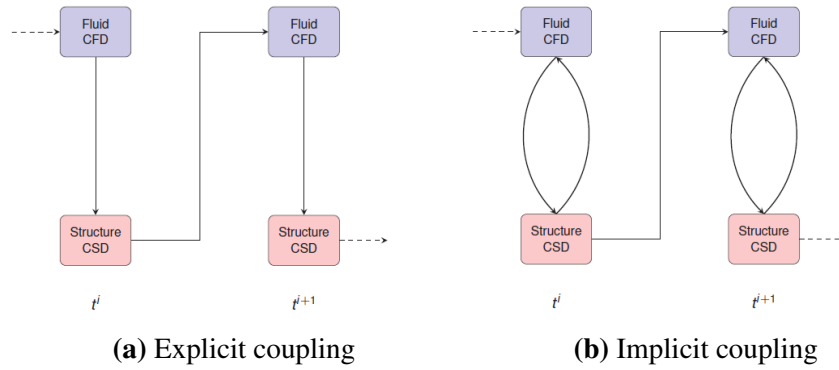 Fluid
CFD
Fluid
CFD
Structure
CSD
Structure
CSD
t^i
t^{i+1}
(a) Explicit coupling
Fluid
CFD
Fluid
CFD
Structure
CSD
Structure
CSD
t^i
t^{i+1}
(b) Implicit coupling